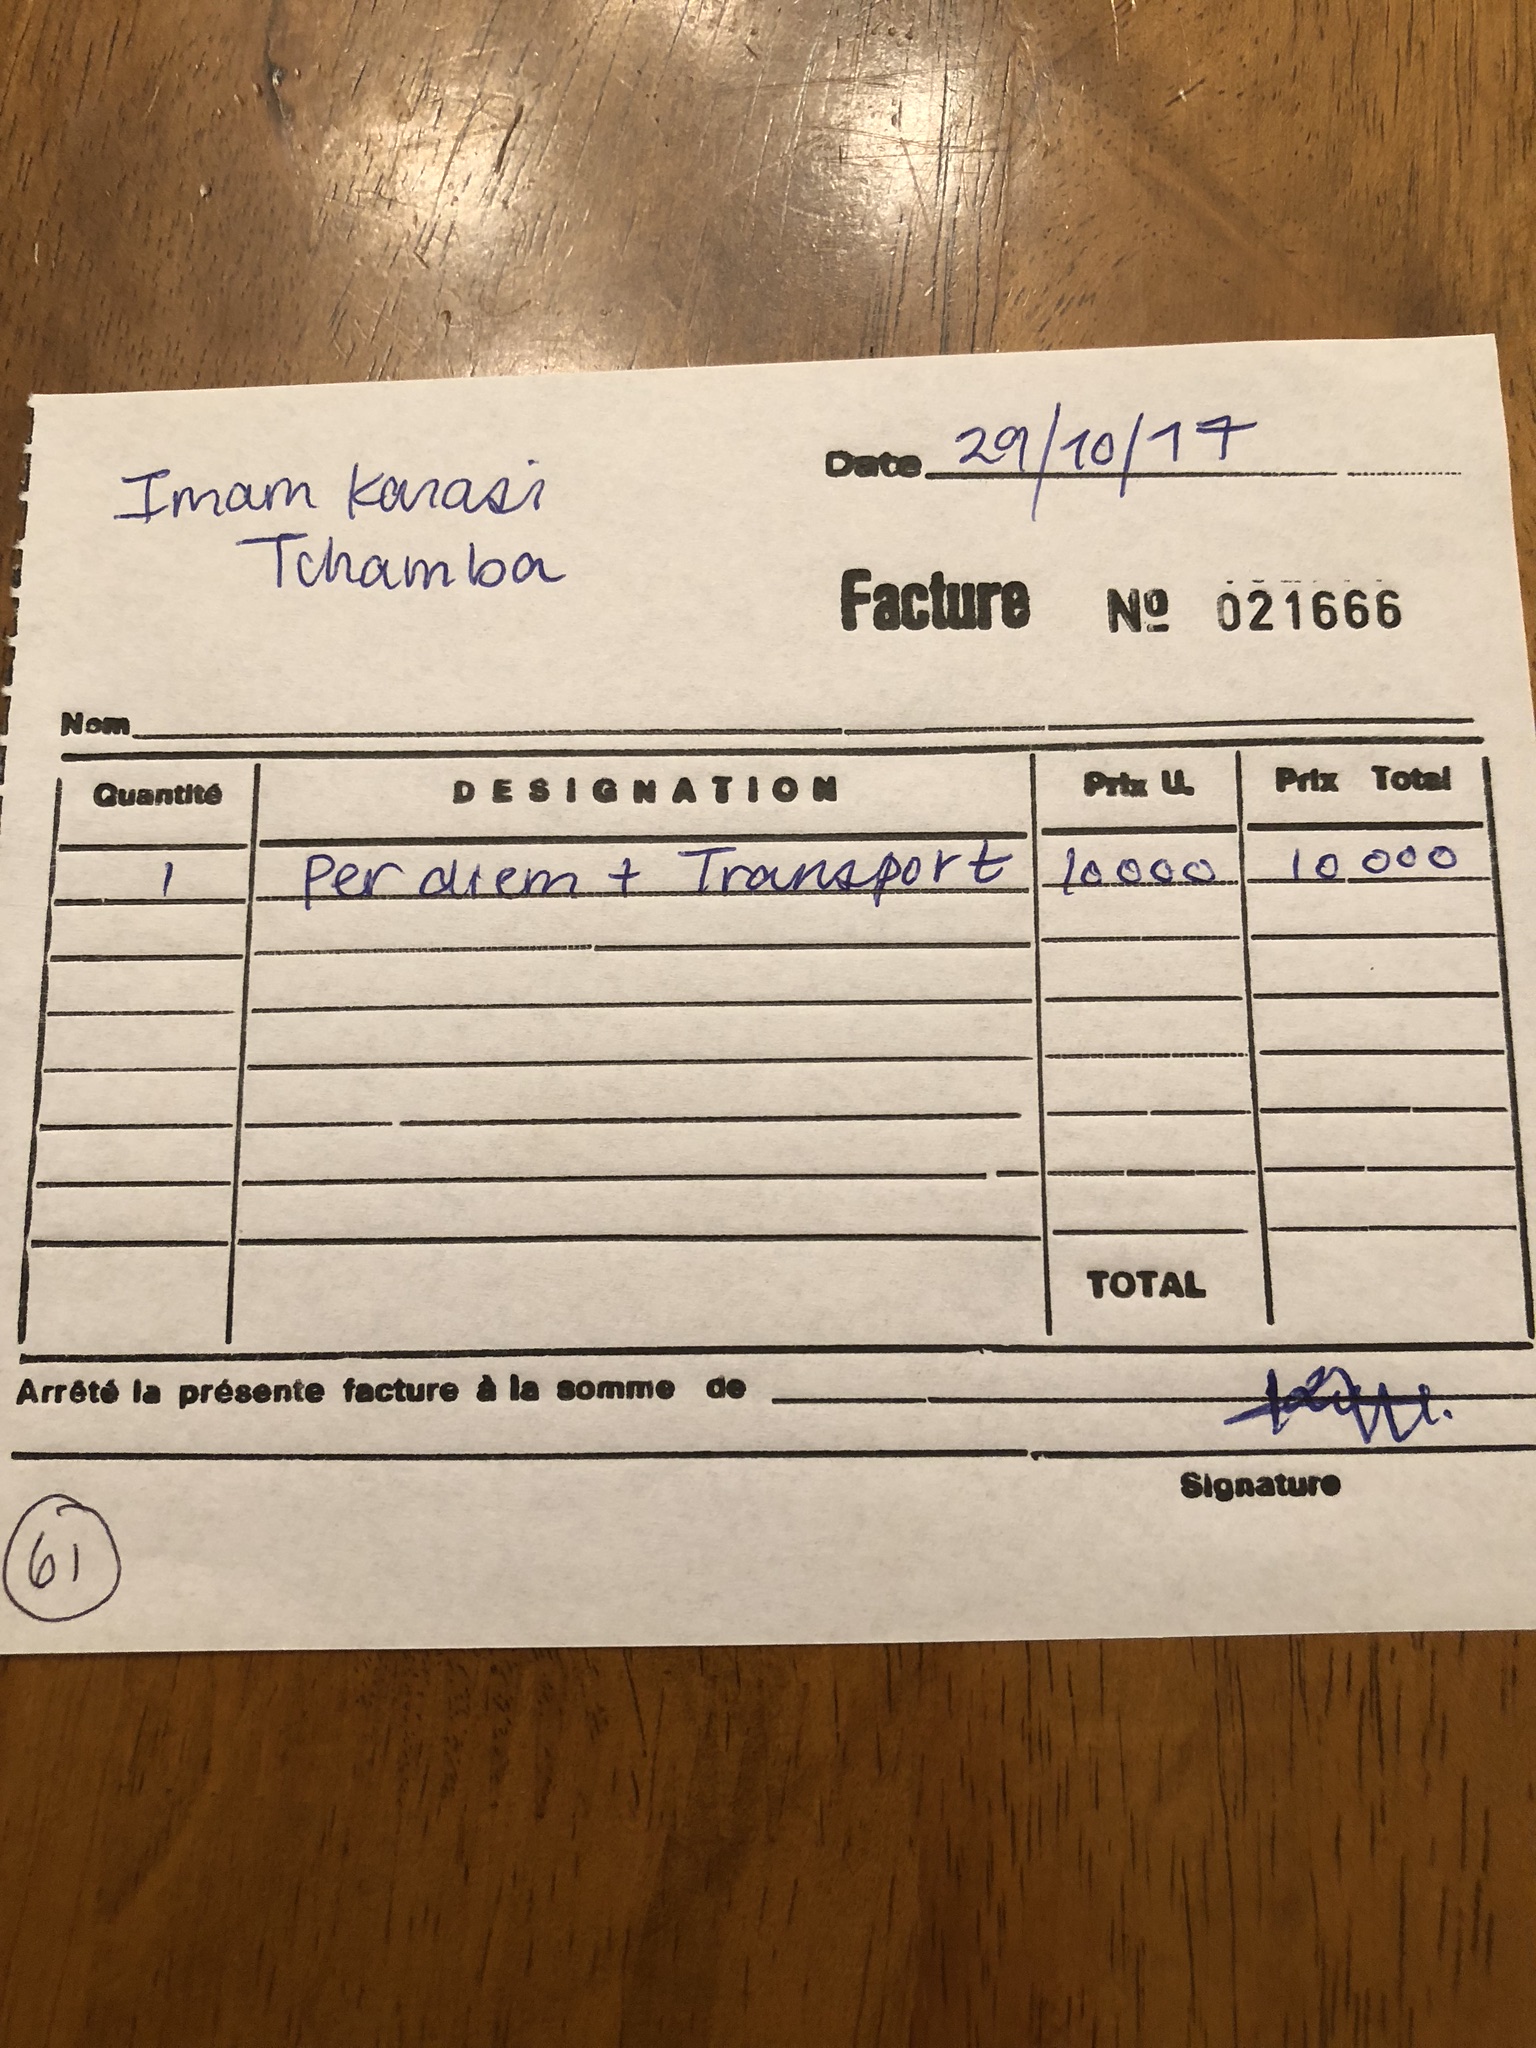 Imam Karasi
Tchamba
Date 29/10/17
Facture Nº 021666
Nom
Quantité DESIGNATION Prix U. Prix Total
1 Per diem + Transport 10000 10 000
TOTAL
Arrêté la présente facture à la somme de
Signature
61